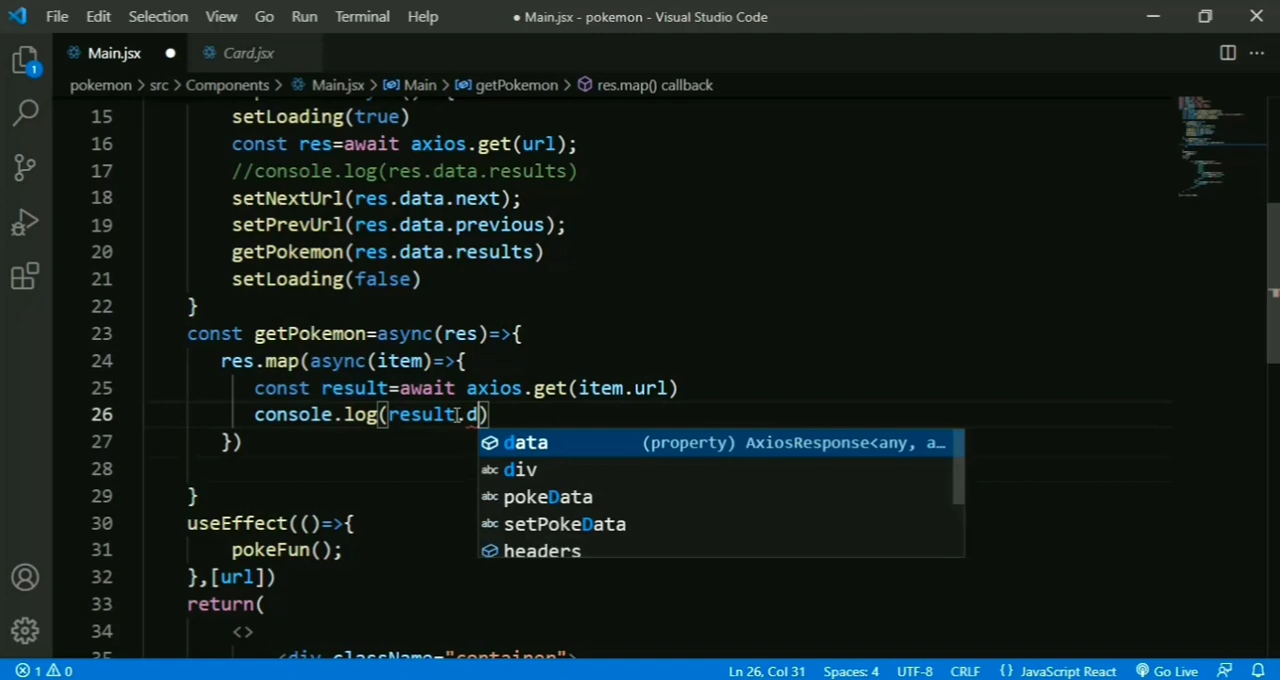 File Edit Selection View Go Run Terminal Help ● Main.jsx - pokemon - Visual Studio Code
Main.jsx ● Card.jsx
pokemon > src > Components > Main.jsx > Main > getPokemon > res.map() callback
1
15 setLoading(true)
16 const res=await axios.get(url);
17 //console.log(res.data.results)
18 setNextUrl(res.data.next);
19 setPrevUrl(res.data.previous);
20 getPokemon(res.data.results)
21 setLoading(false)
22 }
23 const getPokemon=async(res)=>{
24 res.map(async(item)=>{
25 const result=await axios.get(item.url)
26 console.log(result.d)
27 })
data (property) AxiosResponse<any, a…
28
div
29 }
pokeData
30 useEffect(()=>{
setPokeData
31 pokeFun();
headers
32 },[url])
33 return(
34 <>
35 <div className="container">
1 0 Ln 26, Col 31 Spaces: 4 UTF-8 CRLF {} JavaScript React Go Live